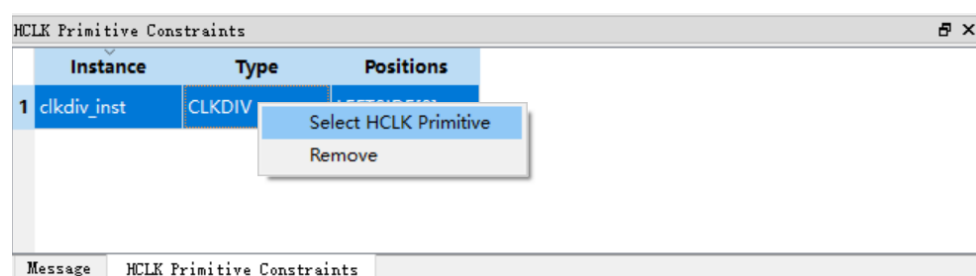 HCLK Primitive Constraints
Instance Type Positions
1 clkdiv_inst CLKDIV
Select HCLK Primitive
Remove
Message HCLK Primitive Constraints